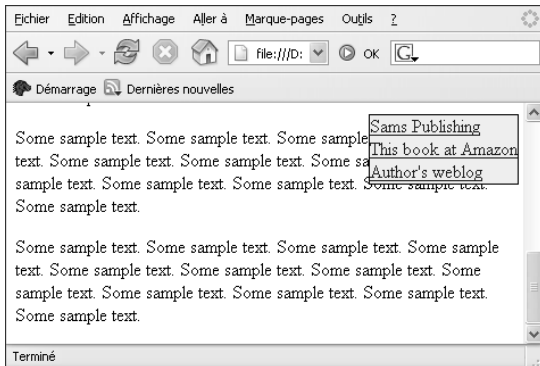 Fichier Edition Affichage Aller à Marque-pages Outils ?
file:///D: OK G
Démarrage Dernières nouvelles
Some sample text. Some sample text. Some sample
text. Some sample text. Some sample text. Some sa
sample text. Some sample text. Some sample text.
Some sample text.
Sams Publishing
This book at Amazon
Author's weblog
Some sample text. Some sample text. Some sample text. Some sample
text. Some sample text. Some sample text. Some sample text. Some
sample text. Some sample text. Some sample text. Some sample text.
Some sample text.
Terminé